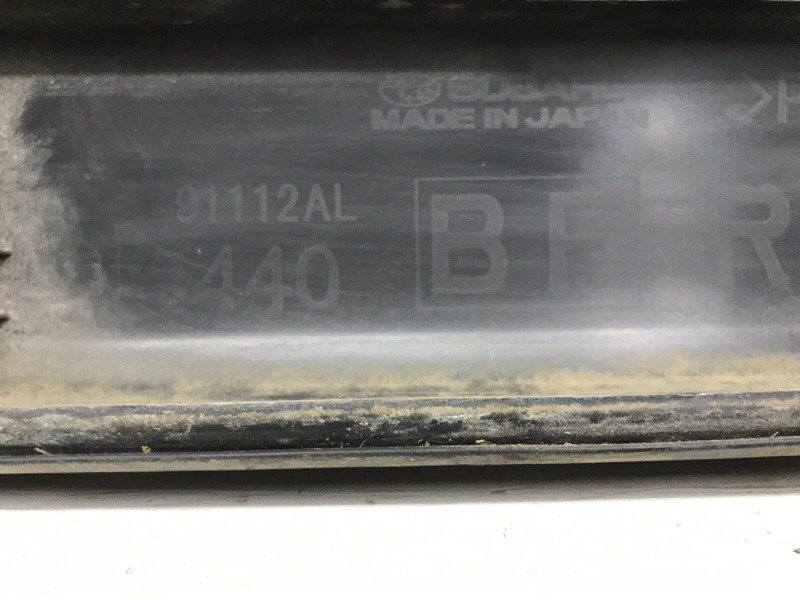 SUBARU
MADE IN JAPAN
91112AL
440
BF R